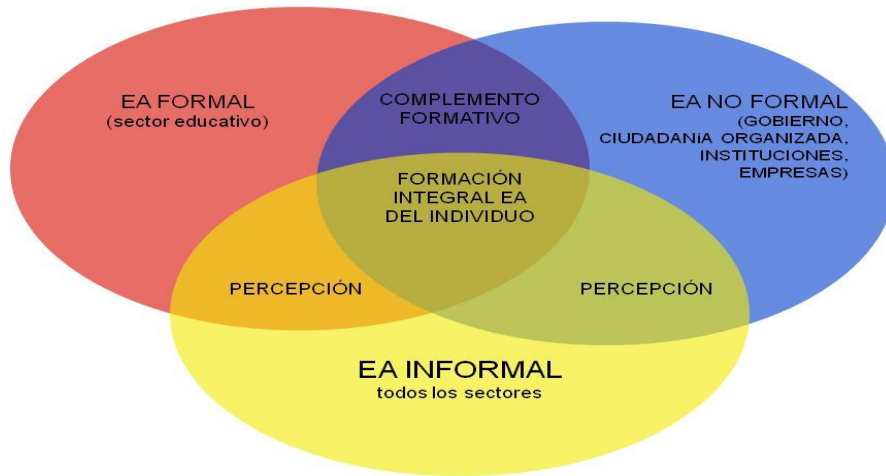 EA FORMAL
(sector educativo)
COMPLEMENTO
FORMATIVO
EA NO FORMAL
(GOBIERNO,
CIUDADANíA ORGANIZADA,
INSTITUCIONES,
EMPRESAS)
FORMACIÓN
INTEGRAL EA
DEL INDIVIDUO
PERCEPCIÓN
PERCEPCIÓN
EA INFORMAL
todos los sectores